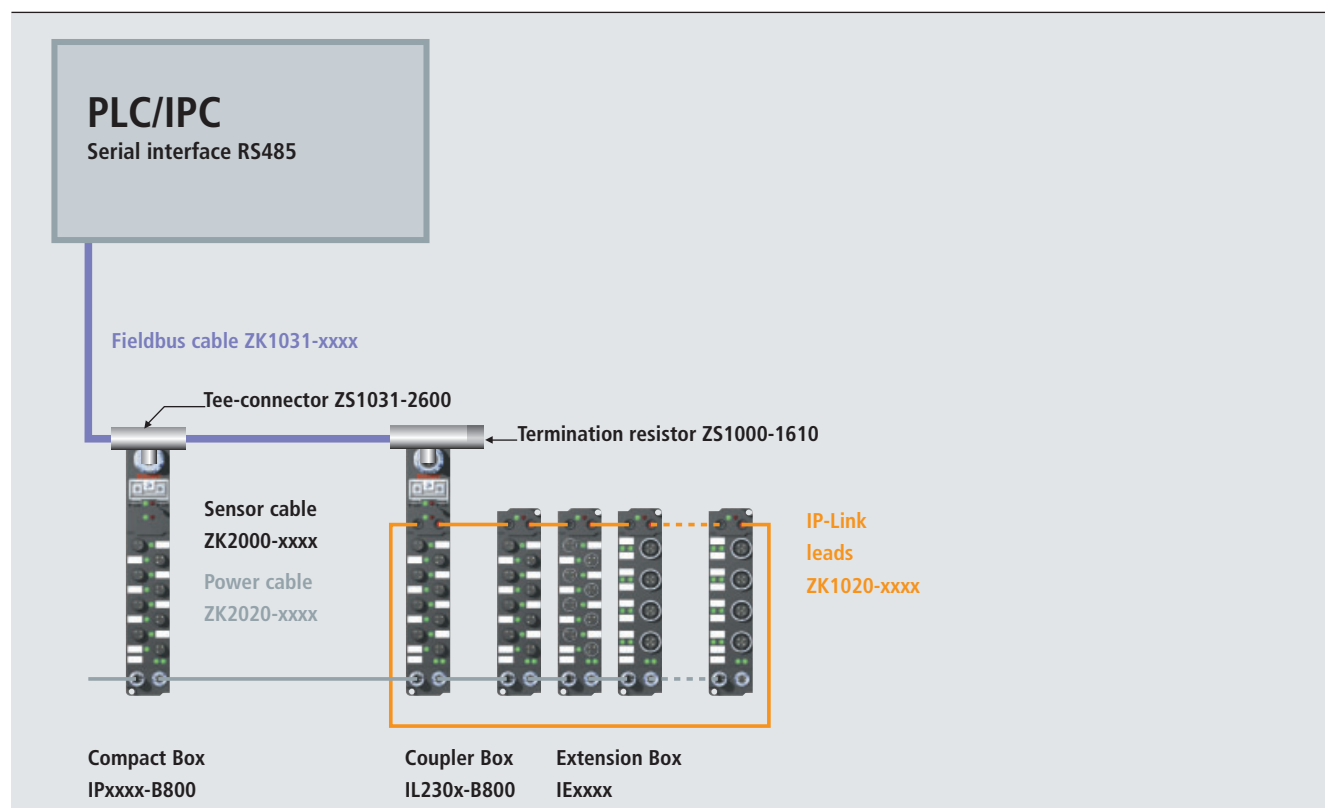 PLC/IPC
Serial interface RS485
Fieldbus cable ZK1031-xxxx
Tee-connector ZS1031-2600
Termination resistor ZS1000-1610
Sensor cable
ZK2000-xxxx
Power cable
ZK2020-xxxx
IP-Link
leads
ZK1020-xxxx
Compact Box
IPxxxx-B800
Coupler Box
IL230x-B800
Extension Box
IExxxx